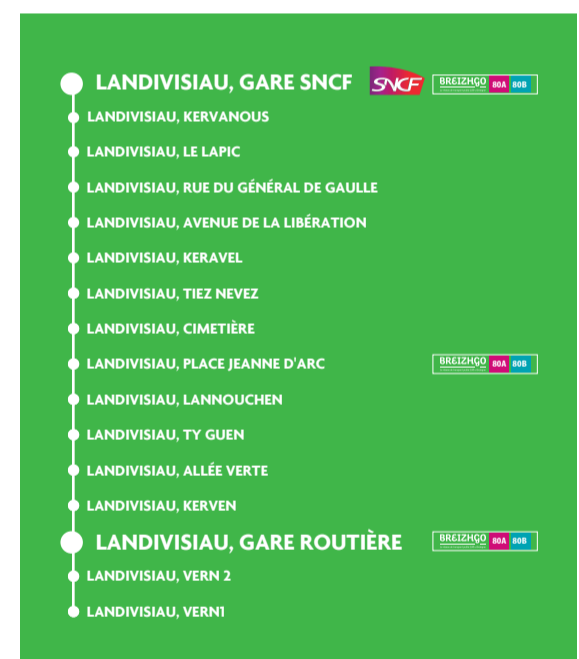 LANDIVISIAU, GARE SNCF SNCF BREIZHGO 80A 80B
LANDIVISIAU, KERVANOUS
LANDIVISIAU, LE LAPIC
LANDIVISIAU, RUE DU GÉNÉRAL DE GAULLE
LANDIVISIAU, AVENUE DE LA LIBÉRATION
LANDIVISIAU, KERAVEL
LANDIVISIAU, TIEZ NEVEZ
LANDIVISIAU, CIMETIÈRE
LANDIVISIAU, PLACE JEANNE D'ARC BREIZHGO 80A 80B
LANDIVISIAU, LANNOUCHEN
LANDIVISIAU, TY GUEN
LANDIVISIAU, ALLÉE VERTE
LANDIVISIAU, KERVEN
LANDIVISIAU, GARE ROUTIÈRE BREIZHGO 80A 80B
LANDIVISIAU, VERN 2
LANDIVISIAU, VERN1